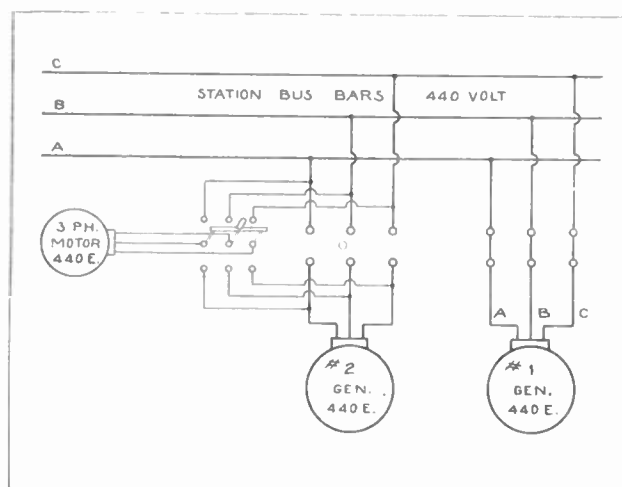 C
STATION BUS BARS 440 VOLT
B
A
3 PH.
MOTOR
440 E.
A B C
#2
GEN.
440 E.
#1
GEN.
440 E.